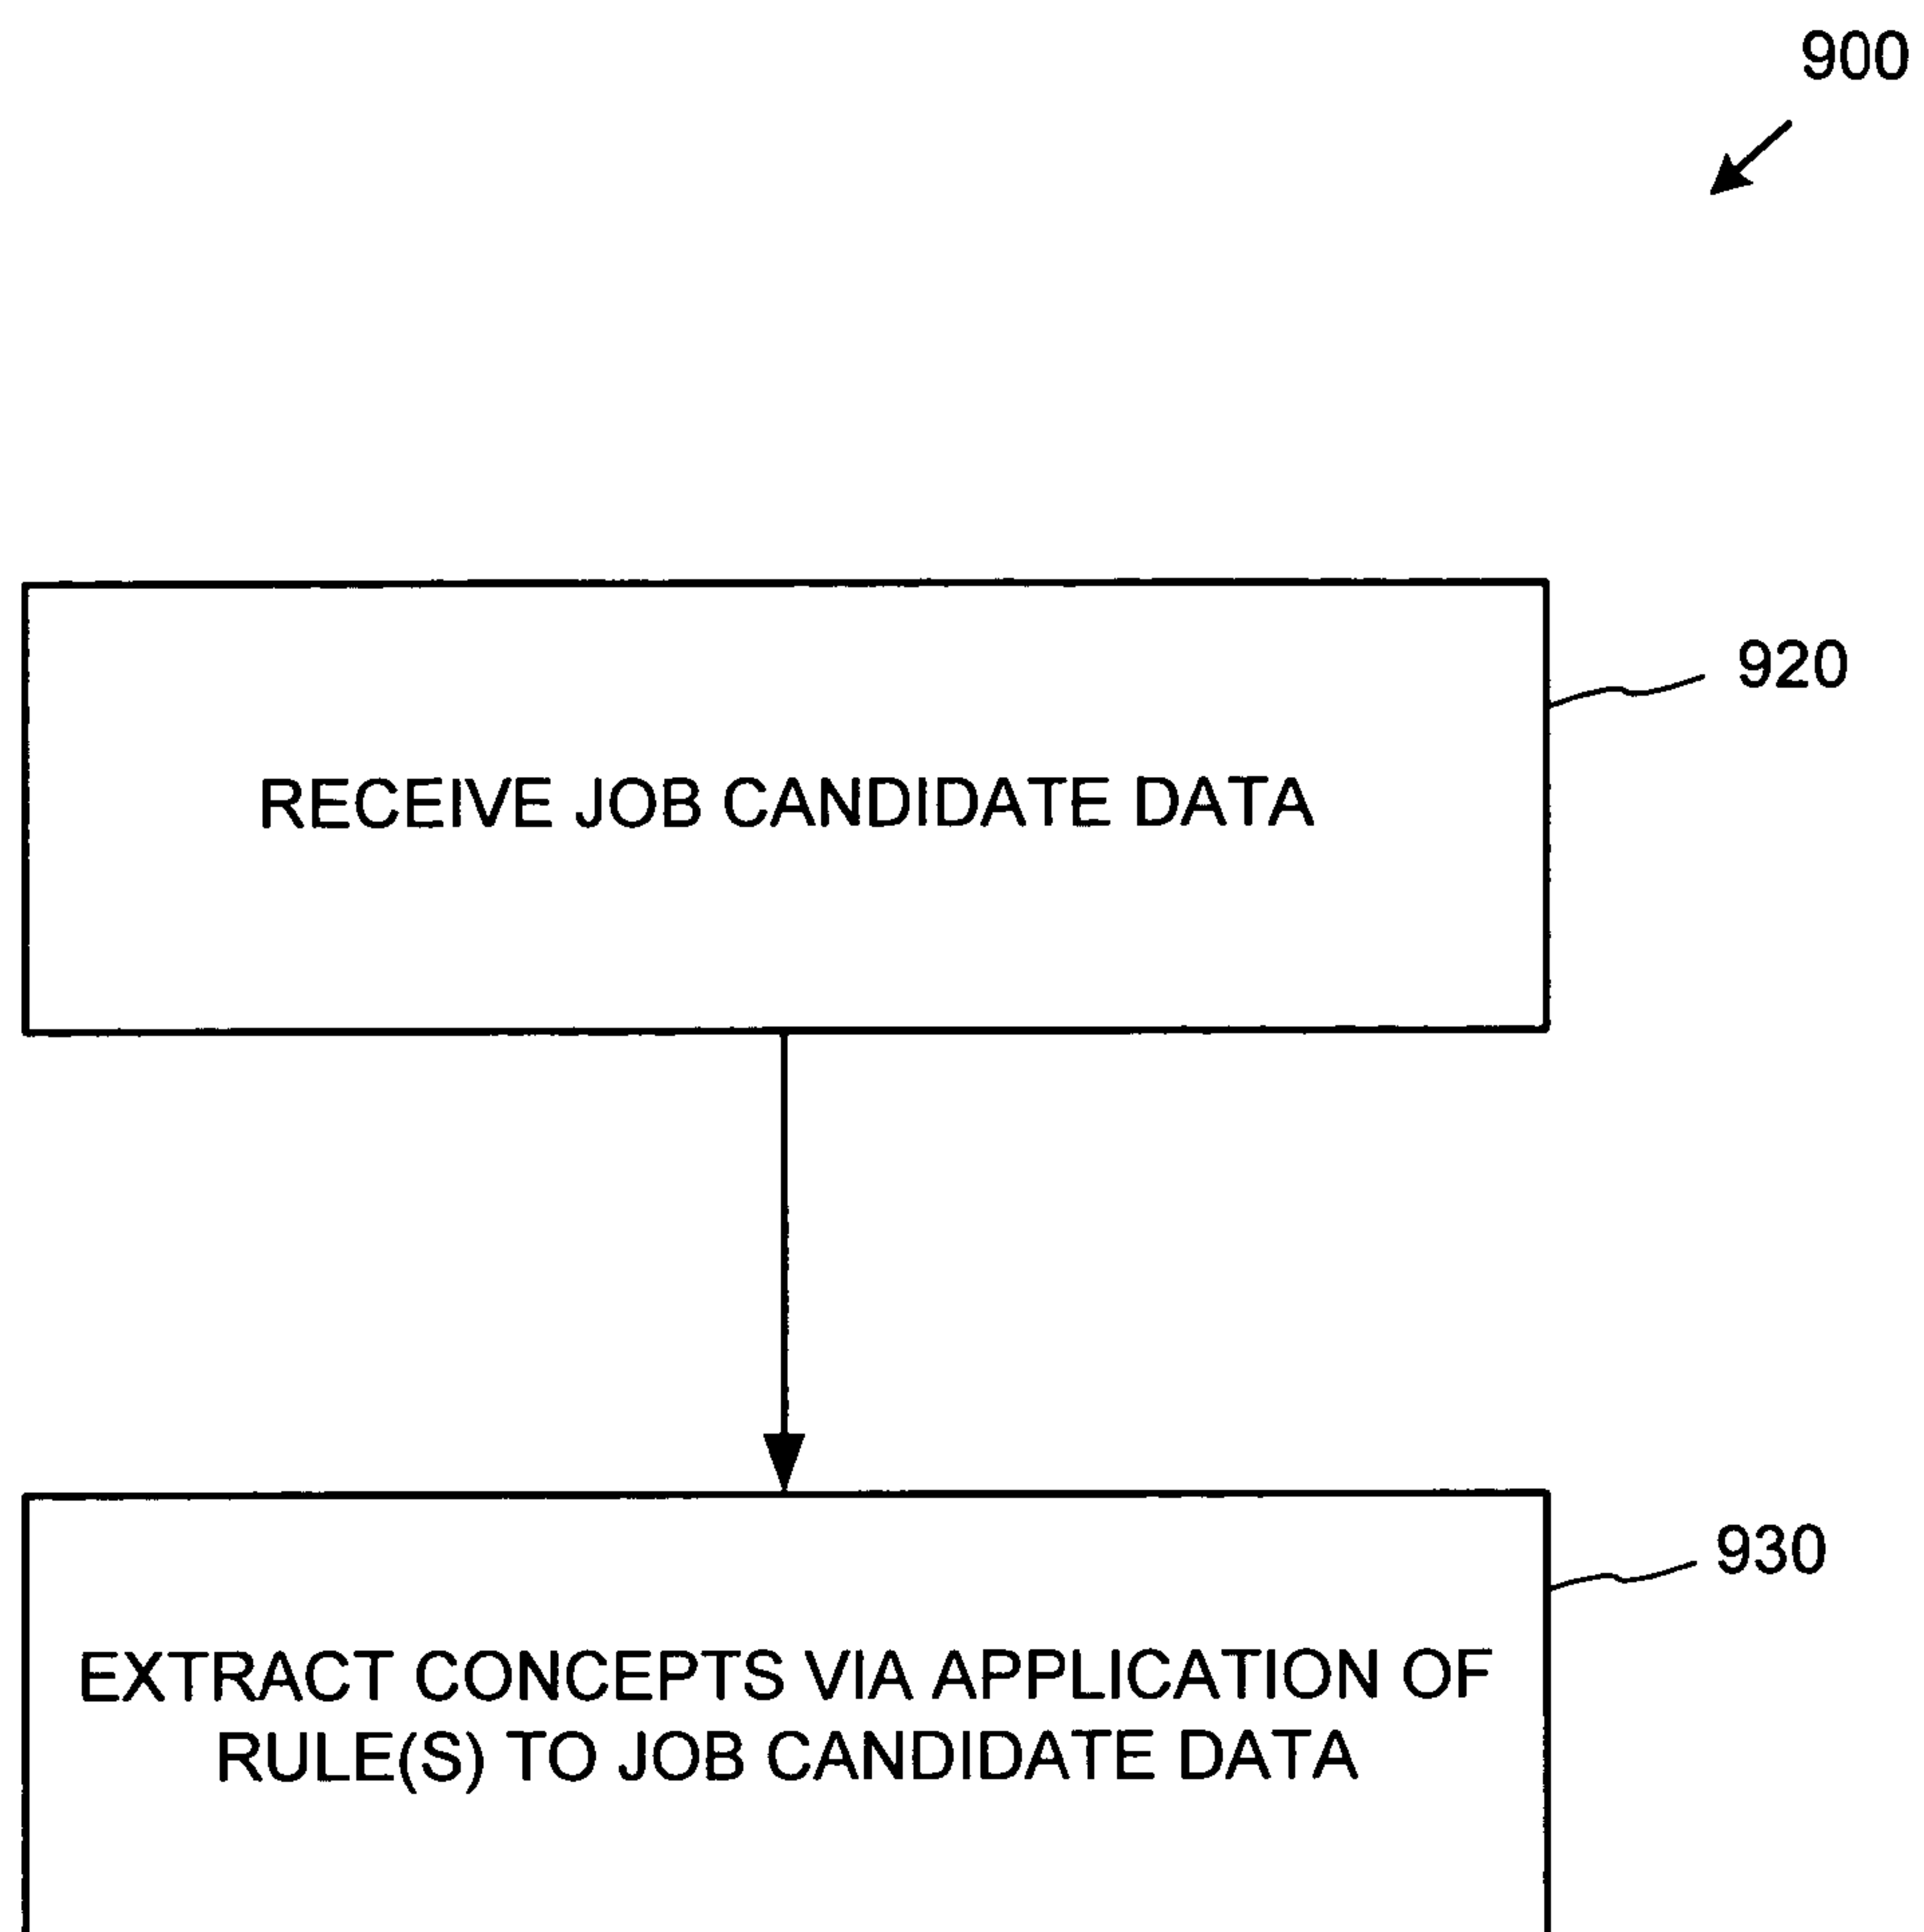 900
920
RECEIVE JOB CANDIDATE DATA
930
EXTRACT CONCEPTS VIA APPLICATION OF
RULE(S) TO JOB CANDIDATE DATA